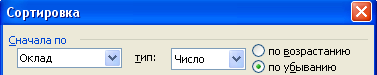 Сортировка
Сначала по
Оклад тип: Число по возрастанию
по убыванию